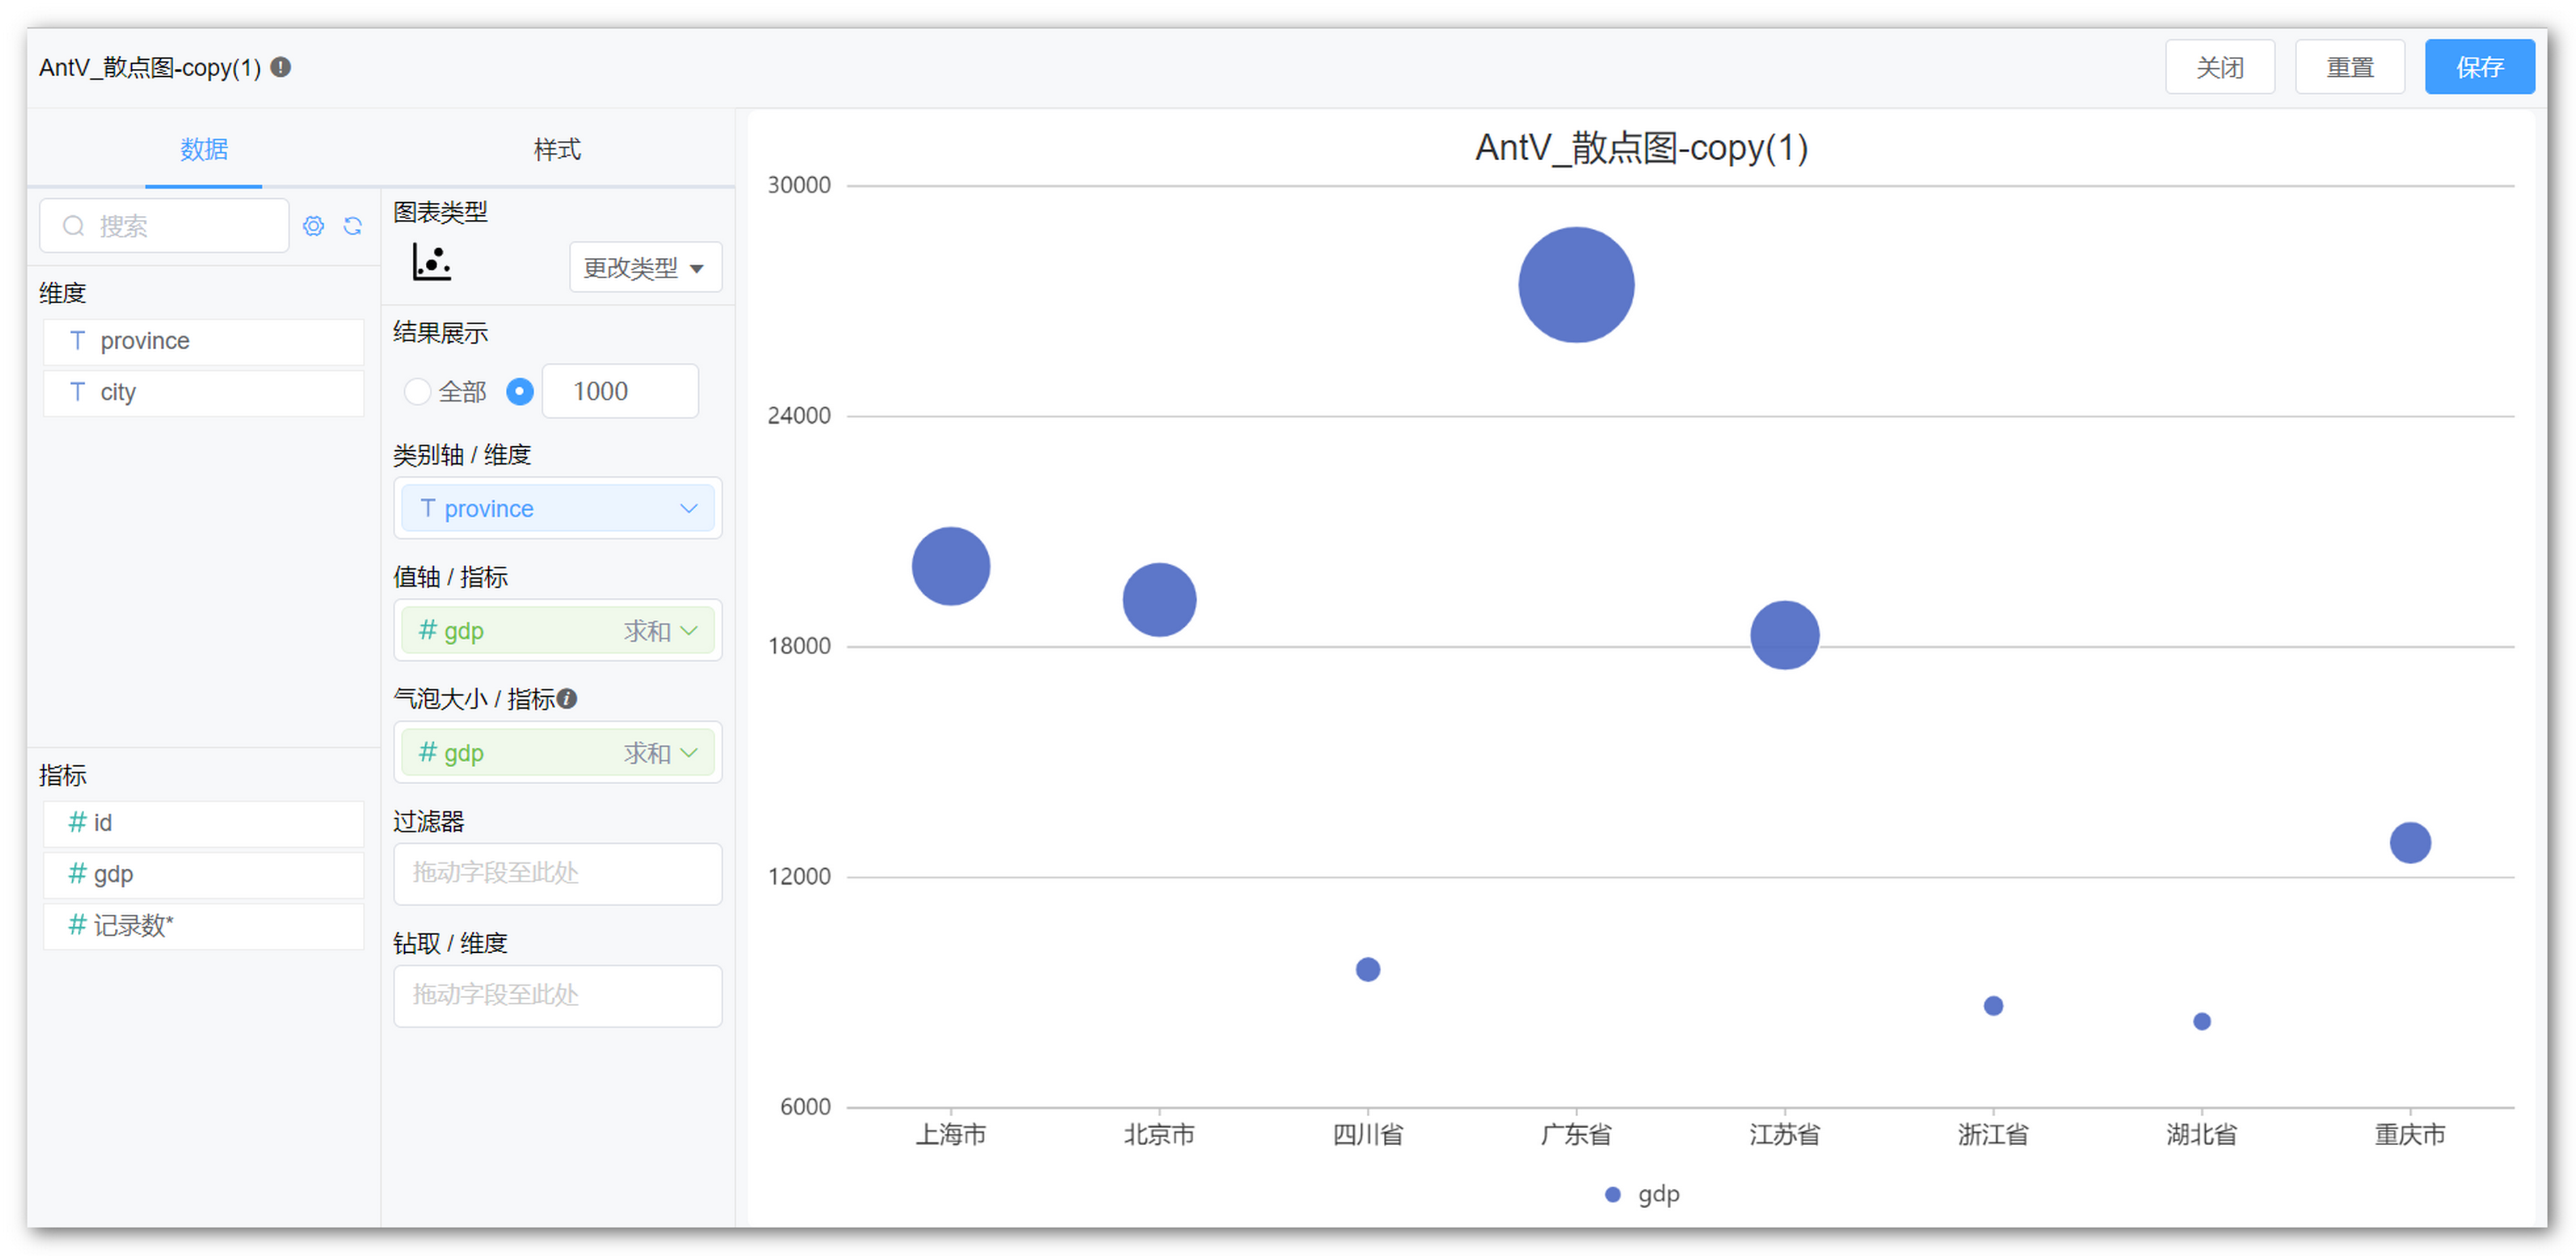 AntV_散点图-copy(1)
关闭
重置
保存
数据
样式
搜索
维度
T province
T city
指标
# id
# gdp
# 记录数*
图表类型
更改类型
结果展示
全部
1000
类别轴 / 维度
T province
值轴 / 指标
# gdp 求和
气泡大小 / 指标
# gdp 求和
过滤器
拖动字段至此处
钻取 / 维度
拖动字段至此处
AntV_散点图-copy(1)
30000
24000
18000
12000
6000
上海市 北京市 四川省 广东省 江苏省 浙江省 湖北省 重庆市
gdp